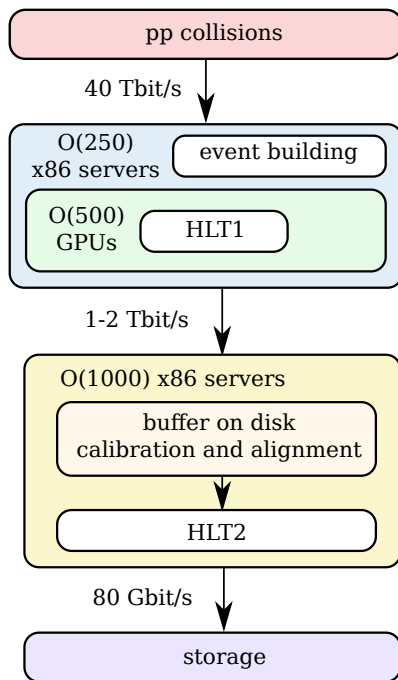 pp collisions
40 Tbit/s
O(250)
x86 servers
event building
O(500)
GPUs
HLT1
1-2 Tbit/s
O(1000) x86 servers
buffer on disk
calibration and alignment
HLT2
80 Gbit/s
storage